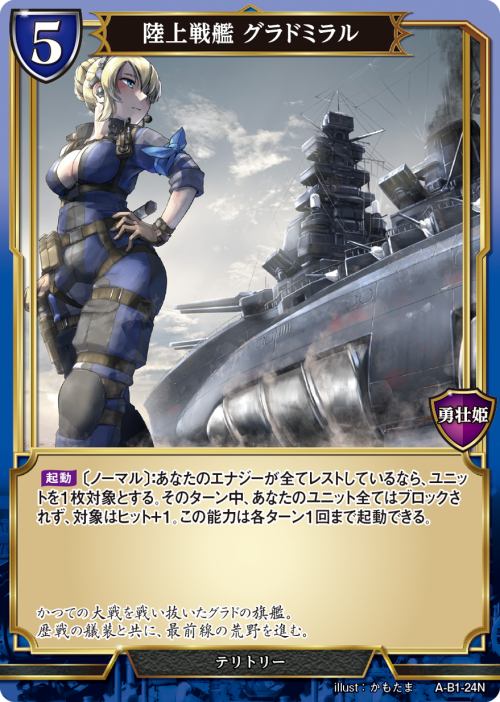 5
陸上戦艦 グラドミラル
勇壮姫
起動 〔ノーマル〕:あなたのエナジーが全てレストしているなら、ユニッ
トを1枚対象とする。そのターン中、あなたのユニット全てはブロックさ
れず、対象はヒット+1。この能力は各ターン1回まで起動できる。
かつての大戦を戦い抜いたグラドの旗艦。
歴戦の艤装と共に、最前線の荒野を進む。
テリトリー
illust:かもたま A-B1-24N